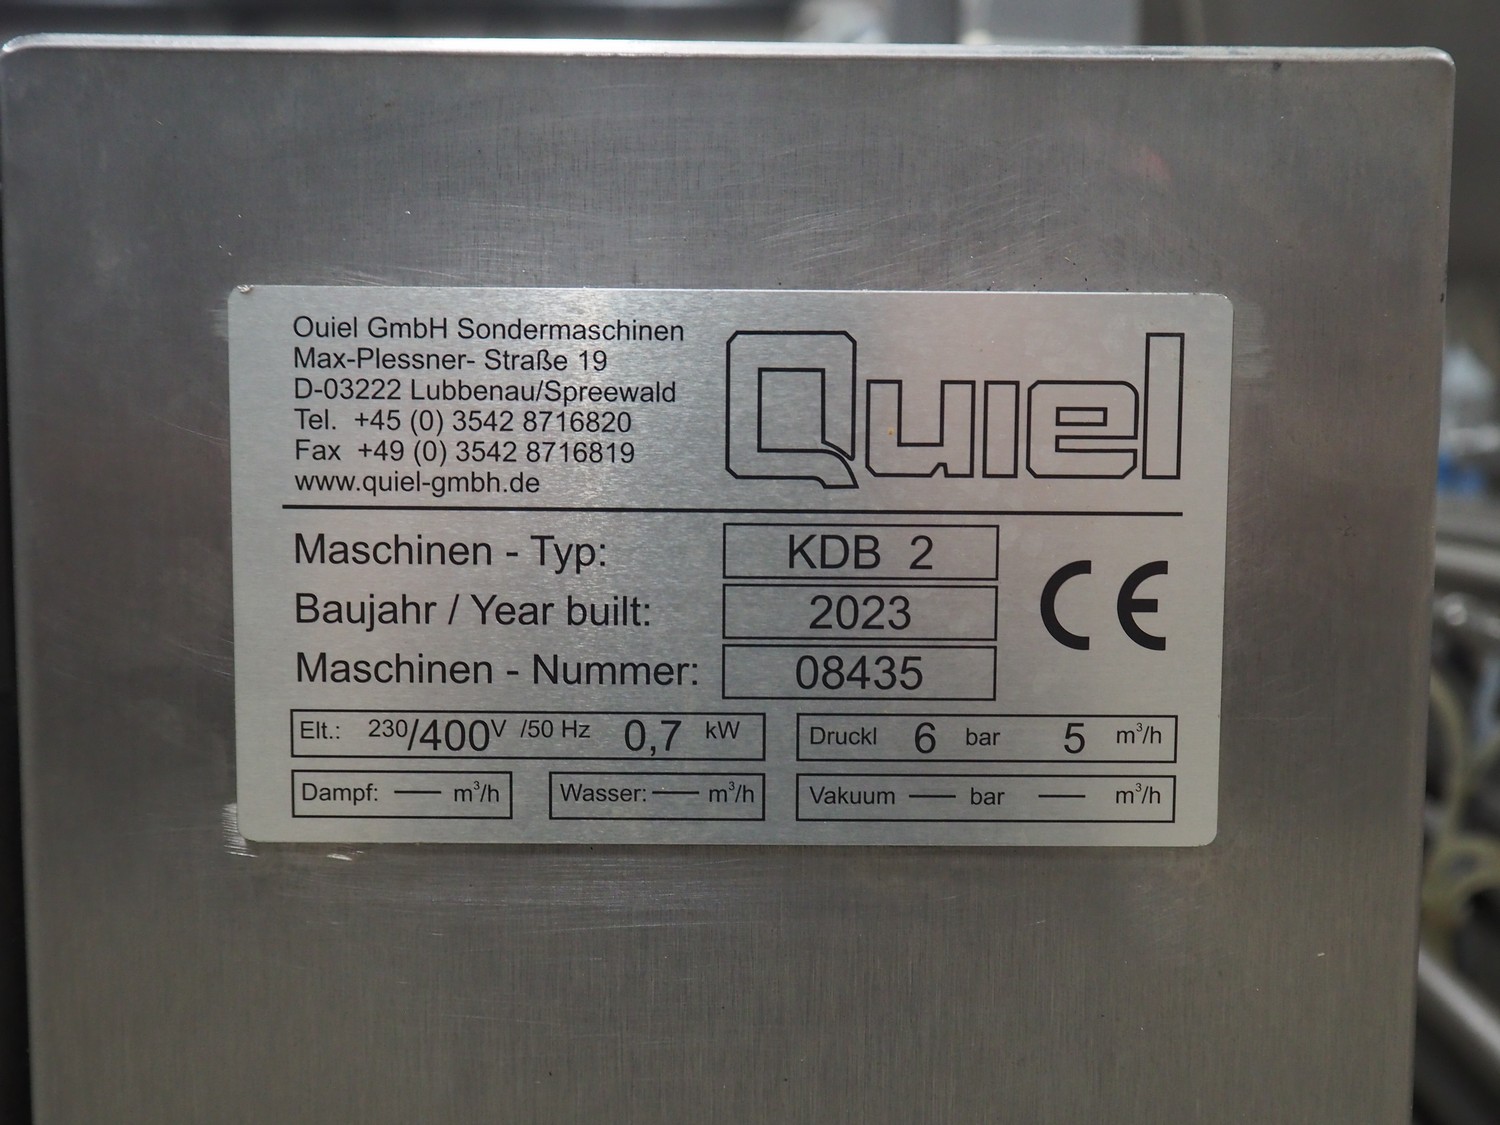 Ouiel GmbH Sondermaschinen
Max-Plessner- Straße 19
D-03222 Lubbenau/Spreewald
Tel. +45 (0) 3542 8716820
Fax +49 (0) 3542 8716819
www.quiel-gmbh.de
Quiel
Maschinen - Typ: KDB 2
Baujahr / Year built: 2023
Maschinen - Nummer: 08435
CE
Elt.: 230/400V /50 Hz 0,7 kW Druckl 6 bar 5 m³/h
Dampf: — m³/h Wasser: — m³/h Vakuum — bar — m³/h